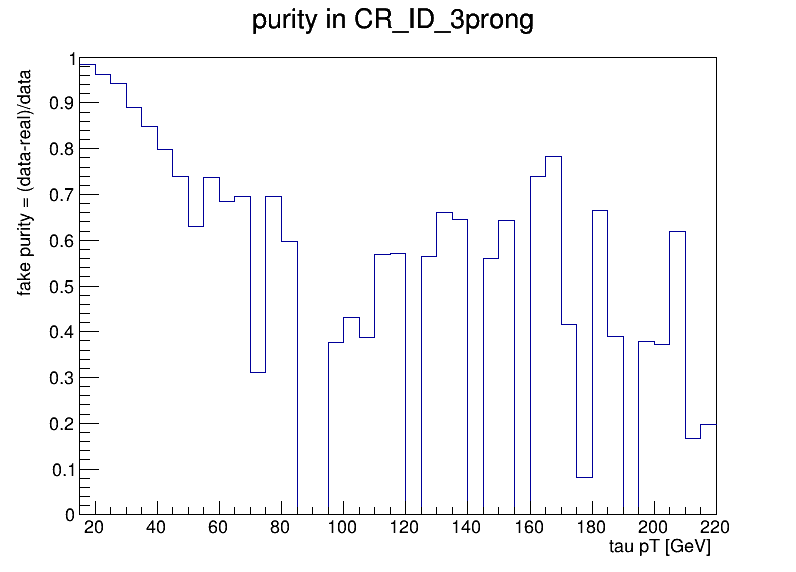 purity in CR_ID_3prong
fake purity = (data-real)/data
1
0.9
0.8
0.7
0.6
0.5
0.4
0.3
0.2
0.1
0
20 40 60 80 100 120 140 160 180 200 220
tau pT [GeV]